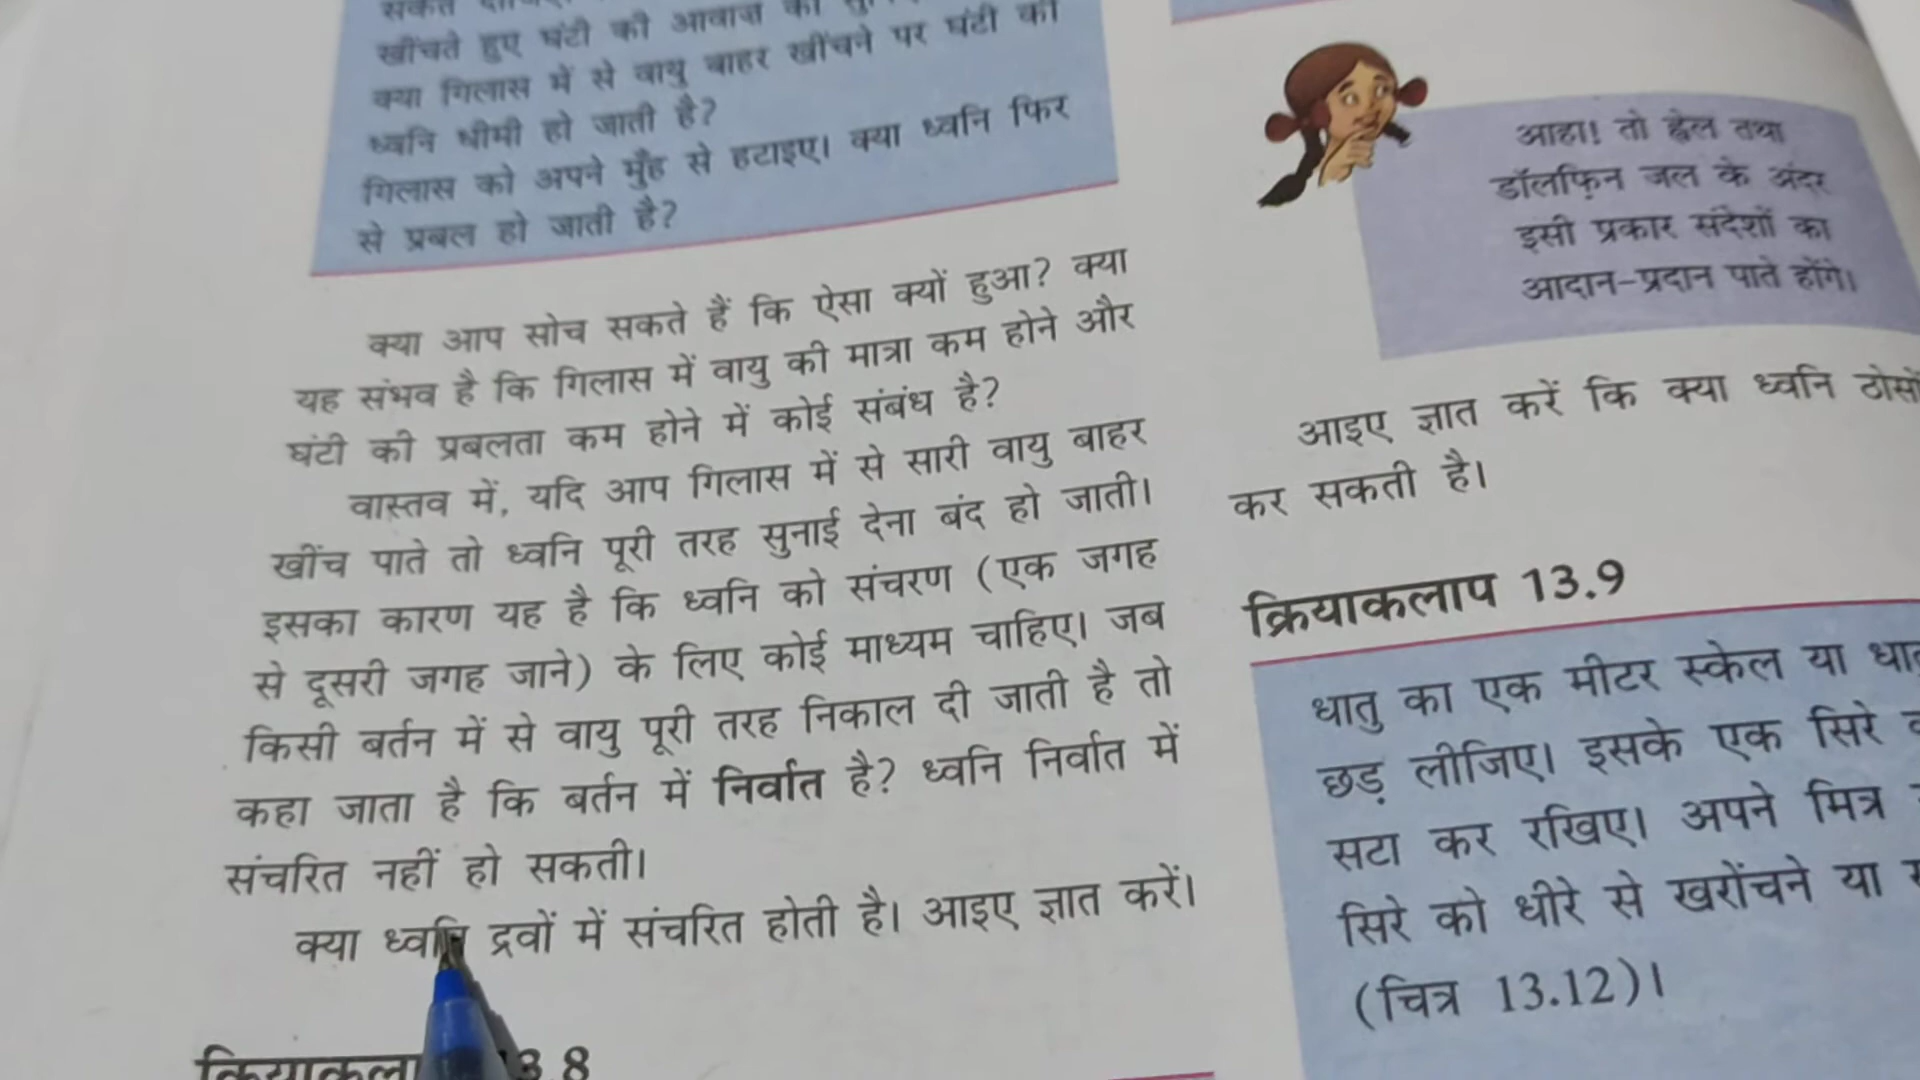 खींचते हुए घंटी की आवाज़ को
क्या गिलास में से वायु बाहर खींचने पर घंटी की
ध्वनि धीमी हो जाती है?
गिलास को अपने मुँह से हटाइए। क्या ध्वनि फिर
से प्रबल हो जाती है?
क्या आप सोच सकते हैं कि ऐसा क्यों हुआ? क्या
यह संभव है कि गिलास में वायु की मात्रा कम होने और
घंटी की प्रबलता कम होने में कोई संबंध है?
वास्तव में, यदि आप गिलास में से सारी वायु बाहर
खींच पाते तो ध्वनि पूरी तरह सुनाई देना बंद हो जाती।
इसका कारण यह है कि ध्वनि को संचरण (एक जगह
से दूसरी जगह जाने) के लिए कोई माध्यम चाहिए। जब
किसी बर्तन में से वायु पूरी तरह निकाल दी जाती है तो
कहा जाता है कि बर्तन में निर्वात है? ध्वनि निर्वात में
संचरित नहीं हो सकती।
क्या ध्वनि द्रवों में संचरित होती है। आइए ज्ञात करें।
क्रियाकलाप 13.8
आहा! तो ह्वेल तथा
डॉलफ़िन जल के अंदर
इसी प्रकार संदेशों का
आदान-प्रदान पाते होंगे।
आइए ज्ञात करें कि क्या ध्वनि ठोसों
कर सकती है।
क्रियाकलाप 13.9
धातु का एक मीटर स्केल या
छड़ लीजिए। इसके एक सिरे
सटा कर रखिए। अपने मित्र
सिरे को धीरे से खरोंचने या
(चित्र 13.12)।